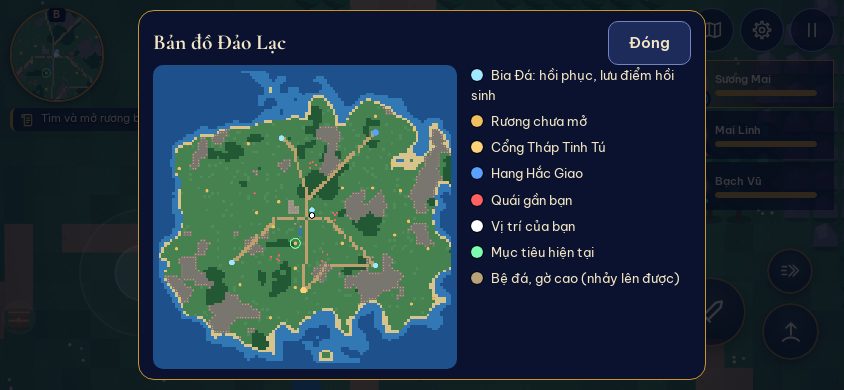 B
Bản đồ Đảo Lạc
Đóng
Bia Đá: hồi phục, lưu điểm hồi
sinh
Rương chưa mở
Cổng Tháp Tinh Tú
Hang Hắc Giao
Quái gần bạn
Vị trí của bạn
Mục tiêu hiện tại
Bệ đá, gờ cao (nhảy lên được)
Tìm và mở rương b
Sương Mai
Mai Linh
Bạch Vũ